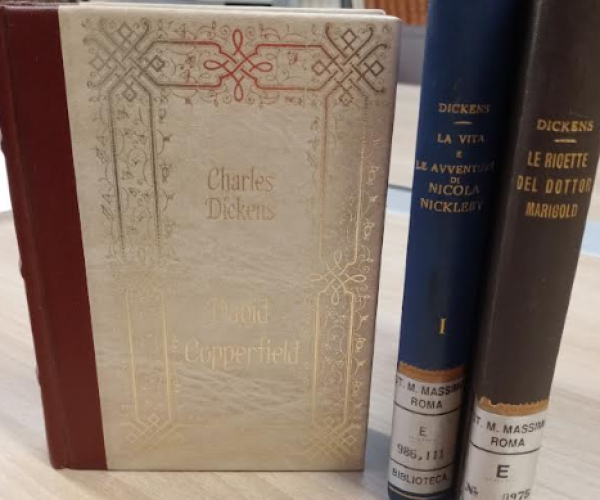 Charles
Dickens
David
Copperfield
DICKENS
LA VITA
E
LE AVVENTURE
DI
NICOLA
NICKLEBY
I
ST. M. MASSIMO
ROMA
E
986,111
BIBLIOTECA
DICKENS
LE RICETTE
DEL DOTTOR
MARIGOLD
ST. M. MASSIMO
ROMA
E
9975